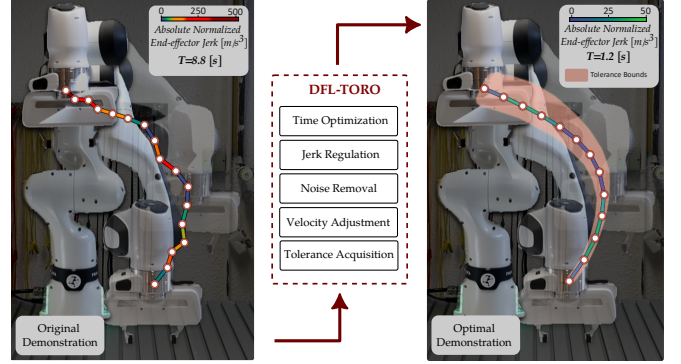 0 250 500
Absolute Normalized
End-effector Jerk [m/s³]
T=8.8 [s]
Original
Demonstration
DFL-TORO
Time Optimization
Jerk Regulation
Noise Removal
Velocity Adjustment
Tolerance Acquisition
0 25 50
Absolute Normalized
End-effector Jerk [m/s³]
T=1.2 [s]
Tolerance Bounds
Optimal
Demonstration